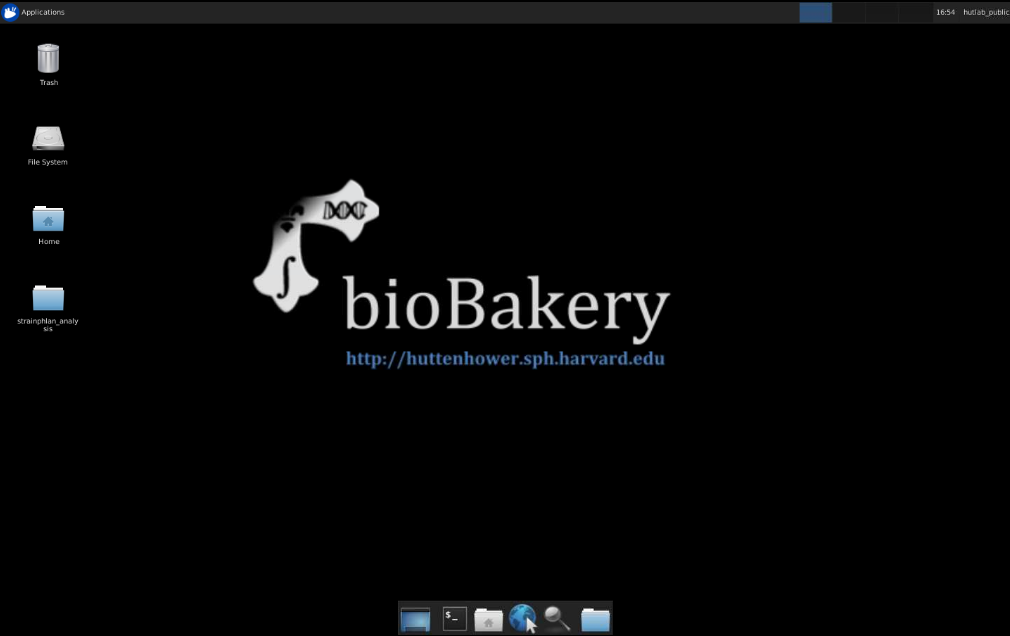 Applications
16:54
hutlab_public
Trash
File System
Home
strainphlan_analy
sis
bioBakery
http://huttenhower.sph.harvard.edu
$_